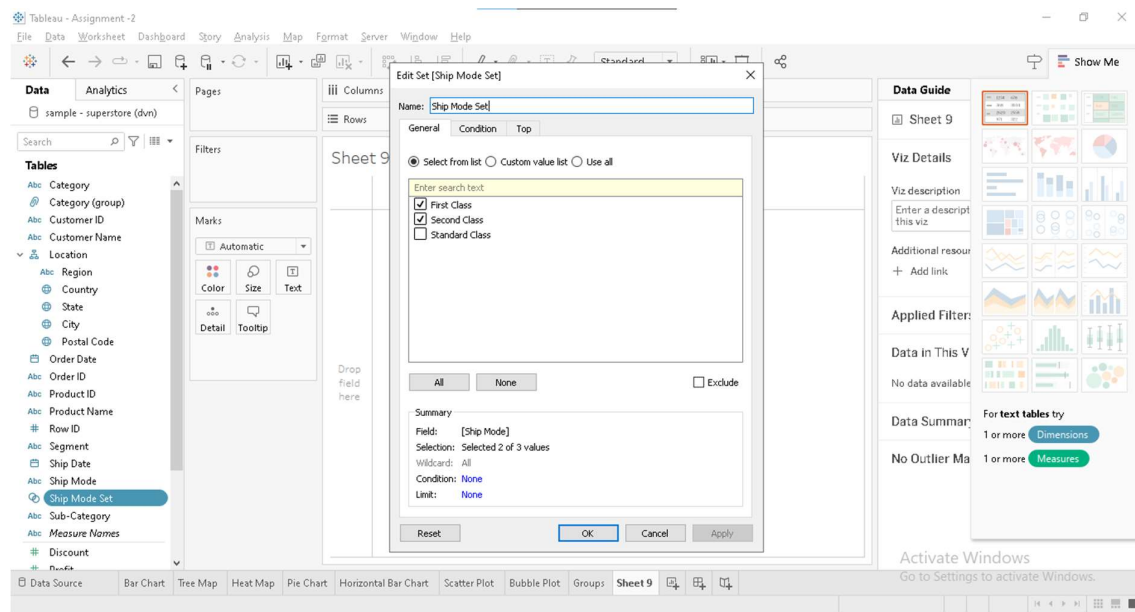 Tableau - Assignment -2
File Data Worksheet Dashboard Story Analysis Map Format Server Window Help
Standard
Show Me
Data Analytics
sample - superstore (dvn)
Search
Tables
Abc Category
Category (group)
Abc Customer ID
Abc Customer Name
Location
Abc Region
Country
State
City
Postal Code
Order Date
Abc Order ID
Abc Product ID
Abc Product Name
# Row ID
Abc Segment
Ship Date
Abc Ship Mode
Ship Mode Set
Abc Sub-Category
Abc Measure Names
# Discount
# Profit
Pages
Filters
Marks
Automatic
Color Size Text
Detail Tooltip
Columns
Rows
Sheet 9
Drop
field
here
Edit Set [Ship Mode Set]
Name: Ship Mode Set
General Condition Top
Select from list Custom value list Use all
Enter search text
First Class
Second Class
Standard Class
All None Exclude
Summary
Field: [Ship Mode]
Selection: Selected 2 of 3 values
Wildcard: All
Condition: None
Limit: None
Reset OK Cancel Apply
Data Guide
Sheet 9
Viz Details
Viz description
Enter a descript
this viz
Additional resour
+ Add link
Applied Filters
Data in This V
No data available
Data Summary
No Outlier Ma
For text tables try
1 or more Dimensions
1 or more Measures
Activate Windows
Go to Settings to activate Windows.
Data Source Bar Chart Tree Map Heat Map Pie Chart Horizontal Bar Chart Scatter Plot Bubble Plot Groups Sheet 9